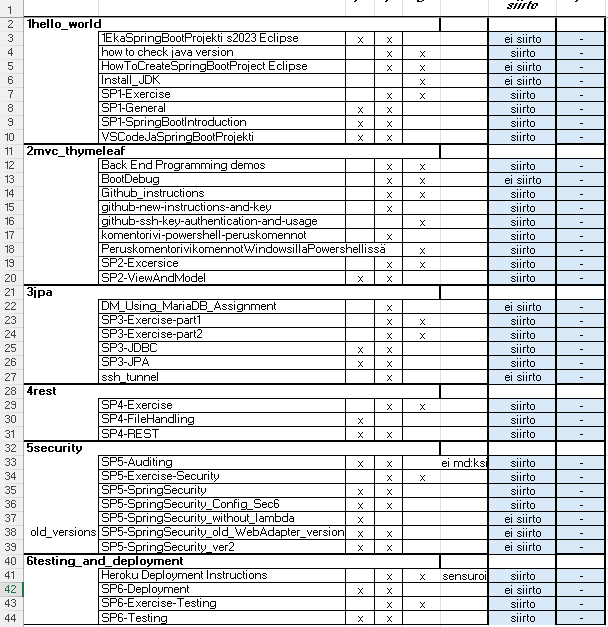 1 siirto
2 1hello_world
3 1EkaSpringBootProjekti s2023 Eclipse x x ei siirto -
4 how to check java version x x siirto -
5 HowToCreateSpringBootProject Eclipse x x ei siirto -
6 Install_JDK x siirto -
7 SP1-Exercise x x siirto -
8 SP1-General x x siirto -
9 SP1-SpringBootIntroduction x x siirto -
10 VSCodeJaSpringBootProjekti x x siirto -
11 2mvc_thymeleaf
12 Back End Programming demos x x siirto -
13 BootDebug x x ei siirto -
14 Github_instructions x x siirto -
15 github-new-instructions-and-key x siirto -
16 github-ssh-key-authentication-and-usage x siirto -
17 komentorivi-powershell-peruskomennot x siirto -
18 PeruskomentorivikomennotWindowsillaPowershellissä x siirto -
19 SP2-Excersice x x siirto -
20 SP2-ViewAndModel x x siirto -
21 3jpa
22 DM_Using_MariaDB_Assignment x ei siirto -
23 SP3-Exercise-part1 x x siirto -
24 SP3-Exercise-part2 x x siirto -
25 SP3-JDBC x x siirto -
26 SP3-JPA x x siirto -
27 ssh_tunnel x ei siirto -
28 4rest
29 SP4-Exercise x x siirto -
30 SP4-FileHandling x siirto -
31 SP4-REST x x siirto -
32 5security
33 SP5-Auditing x x ei md:ksi siirto -
34 SP5-Exercise-Security x x siirto -
35 SP5-SpringSecurity x x siirto -
36 SP5-SpringSecurity_Config_Sec6 x x siirto -
37 SP5-SpringSecurity_without_lambda x ei siirto -
38 old_versions SP5-SpringSecurity_old_WebAdapter_version x x ei siirto -
39 SP5-SpringSecurity_ver2 x x ei siirto -
40 6testing_and_deployment
41 Heroku Deployment Instructions x x sensuroi siirto -
42 SP6-Deployment x x ei siirto -
43 SP6-Exercise-Testing x x siirto -
44 SP6-Testing x x siirto -